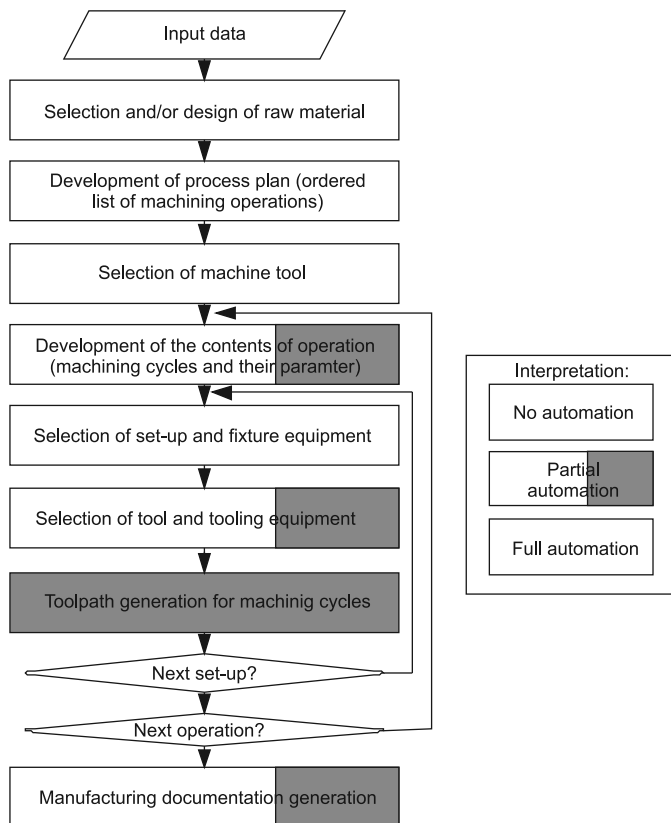 Input data
Selection and/or design of raw material
Development of process plan (ordered
list of machining operations)
Selection of machine tool
Development of the contents of operation
(machining cycles and their paramter)
Selection of set-up and fixture equipment
Selection of tool and tooling equipment
Toolpath generation for machinig cycles
Next set-up?
Next operation?
Manufacturing documentation generation
Interpretation:
No automation
Partial
automation
Full automation